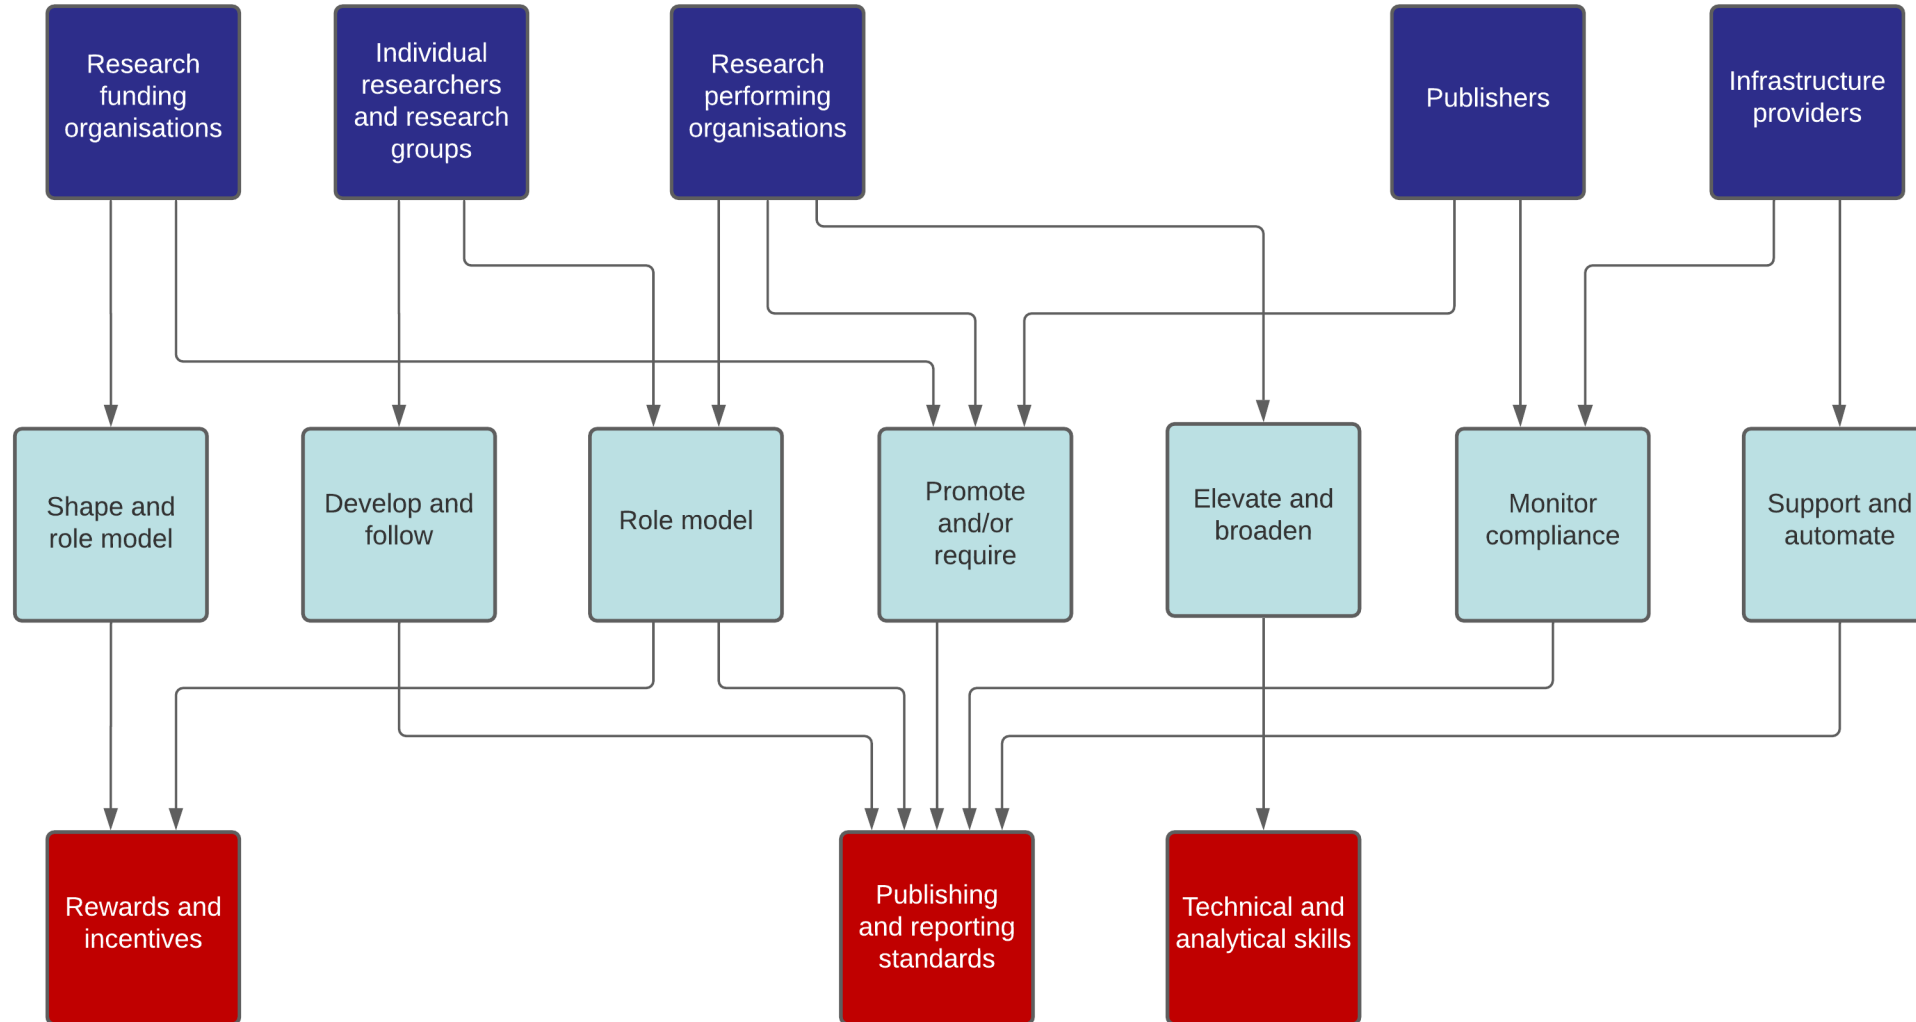 Research
funding
organisations
Individual
researchers
and research
groups
Research
performing
organisations
Publishers
Infrastructure
providers
Shape and
role model
Develop and
follow
Role model
Promote
and/or
require
Elevate and
broaden
Monitor
compliance
Support and
automate
Rewards and
incentives
Publishing
and reporting
standards
Technical and
analytical skills